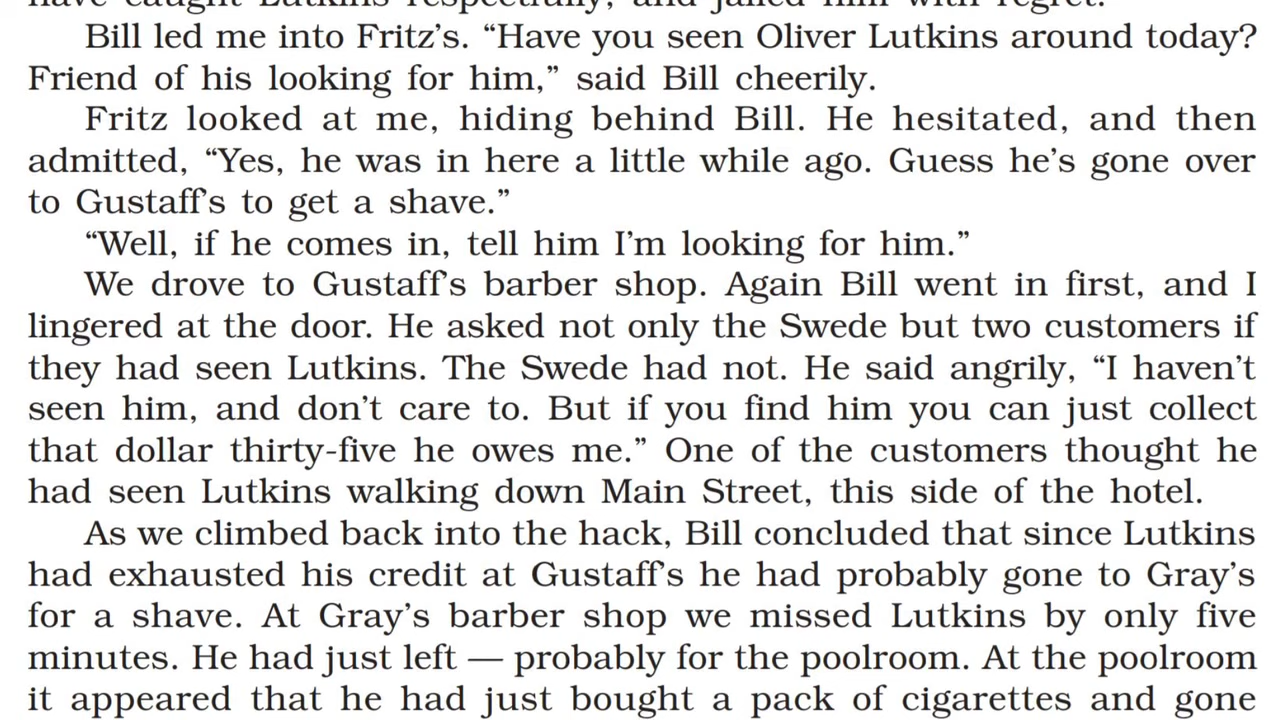 have caught Lutkins respectfully, and jailed him with regret.
Bill led me into Fritz’s. “Have you seen Oliver Lutkins around today?
Friend of his looking for him,” said Bill cheerily.
Fritz looked at me, hiding behind Bill. He hesitated, and then
admitted, “Yes, he was in here a little while ago. Guess he’s gone over
to Gustaff’s to get a shave.”
“Well, if he comes in, tell him I’m looking for him.”
We drove to Gustaff’s barber shop. Again Bill went in first, and I
lingered at the door. He asked not only the Swede but two customers if
they had seen Lutkins. The Swede had not. He said angrily, “I haven’t
seen him, and don’t care to. But if you find him you can just collect
that dollar thirty-five he owes me.” One of the customers thought he
had seen Lutkins walking down Main Street, this side of the hotel.
As we climbed back into the hack, Bill concluded that since Lutkins
had exhausted his credit at Gustaff’s he had probably gone to Gray’s
for a shave. At Gray’s barber shop we missed Lutkins by only five
minutes. He had just left — probably for the poolroom. At the poolroom
it appeared that he had just bought a pack of cigarettes and gone